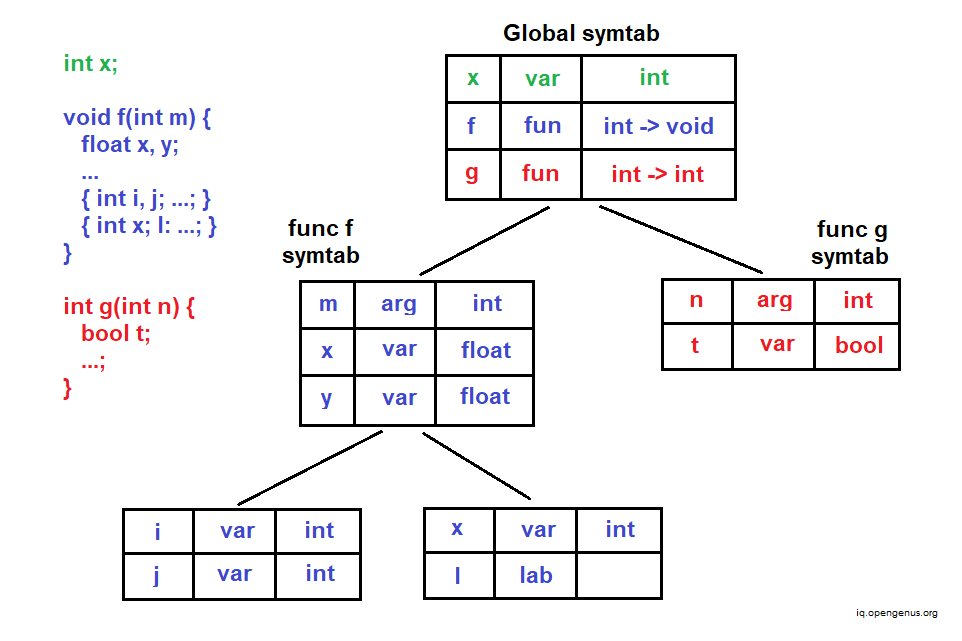 int x;
void f(int m) {
float x, y;
...
{ int i, j; ...; }
{ int x; l: ...; }
}
int g(int n) {
bool t;
...;
}
Global symtab
x var int
f fun int -> void
g fun int -> int
func f
symtab
m arg int
x var float
y var float
func g
symtab
n arg int
t var bool
i var int
j var int
x var int
l lab
iq.opengenus.org